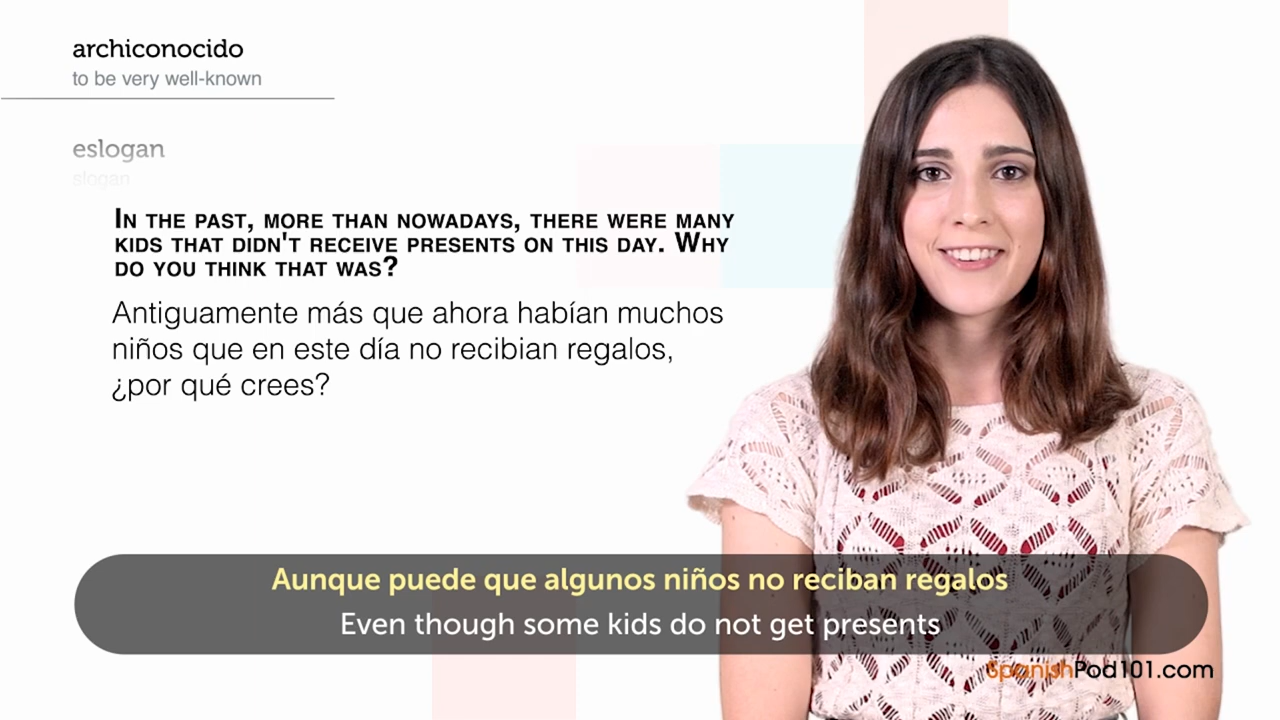 archiconocido
to be very well-known
eslogan
slogan
IN THE PAST, MORE THAN NOWADAYS, THERE WERE MANY
KIDS THAT DIDN'T RECEIVE PRESENTS ON THIS DAY. WHY
DO YOU THINK THAT WAS?
Antiguamente más que ahora habían muchos
niños que en este día no recibian regalos,
¿por qué crees?
Aunque puede que algunos niños no reciban regalos
Even though some kids do not get presents
SpanishPod101.com